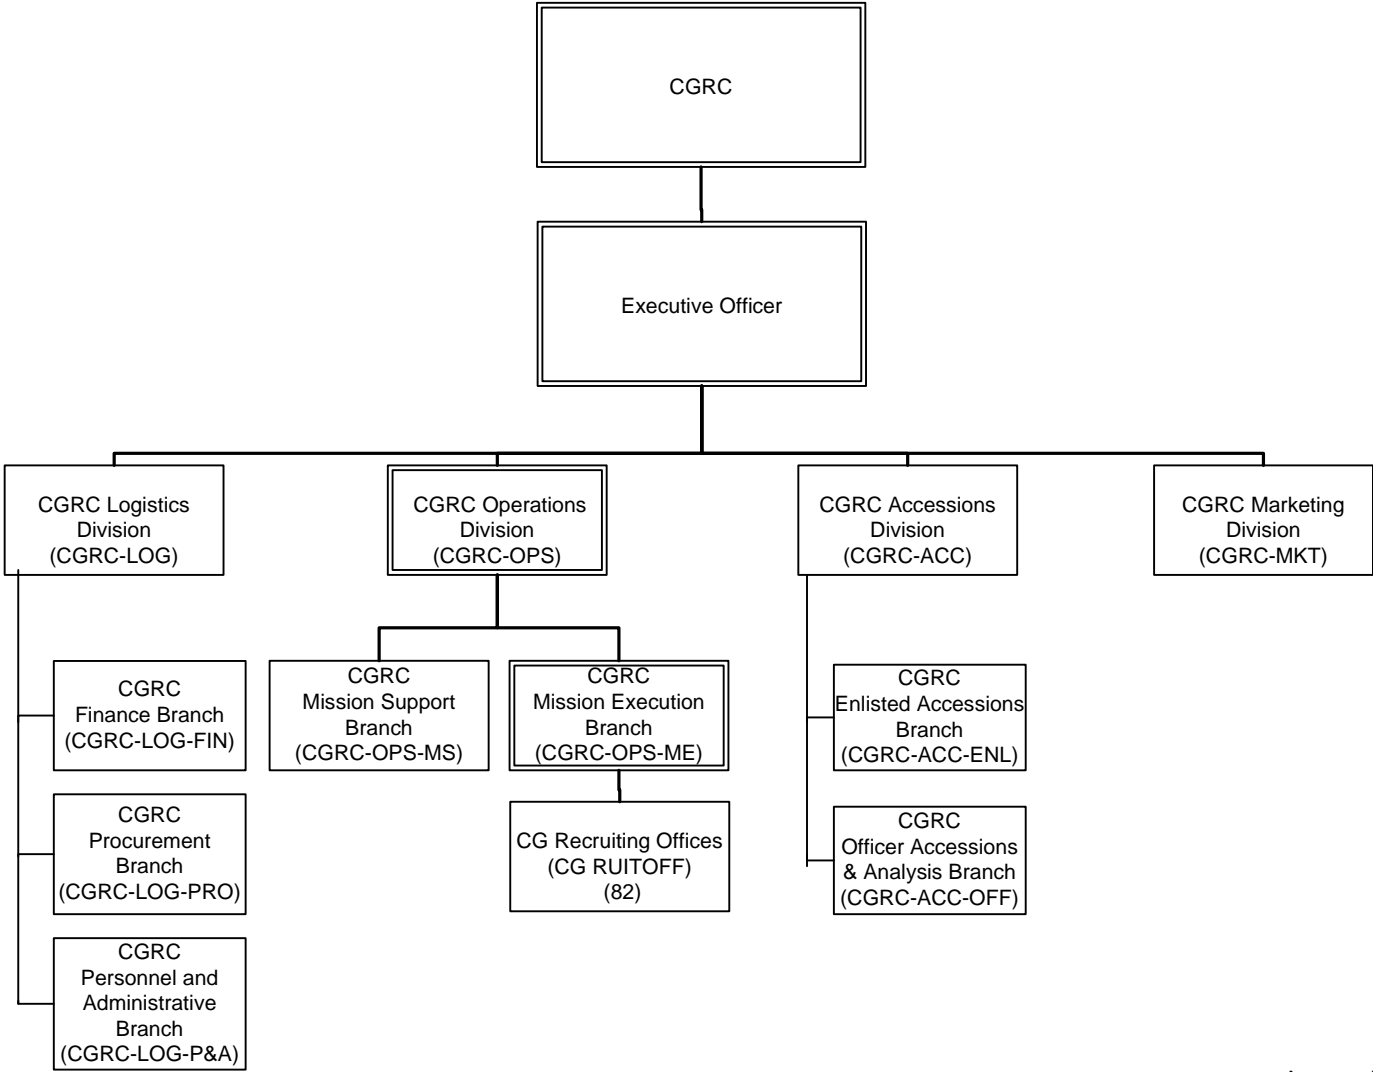 CGRC
Executive Officer
CGRC Logistics
Division
(CGRC-LOG)
CGRC Operations
Division
(CGRC-OPS)
CGRC Accessions
Division
(CGRC-ACC)
CGRC Marketing
Division
(CGRC-MKT)
CGRC
Finance Branch
(CGRC-LOG-FIN)
CGRC
Procurement
Branch
(CGRC-LOG-PRO)
CGRC
Personnel and
Administrative
Branch
(CGRC-LOG-P&A)
CGRC
Mission Support
Branch
(CGRC-OPS-MS)
CGRC
Mission Execution
Branch
(CGRC-OPS-ME)
CG Recruiting Offices
(CG RUITOFF)
(82)
CGRC
Enlisted Accessions
Branch
(CGRC-ACC-ENL)
CGRC
Officer Accessions
& Analysis Branch
(CGRC-ACC-OFF)